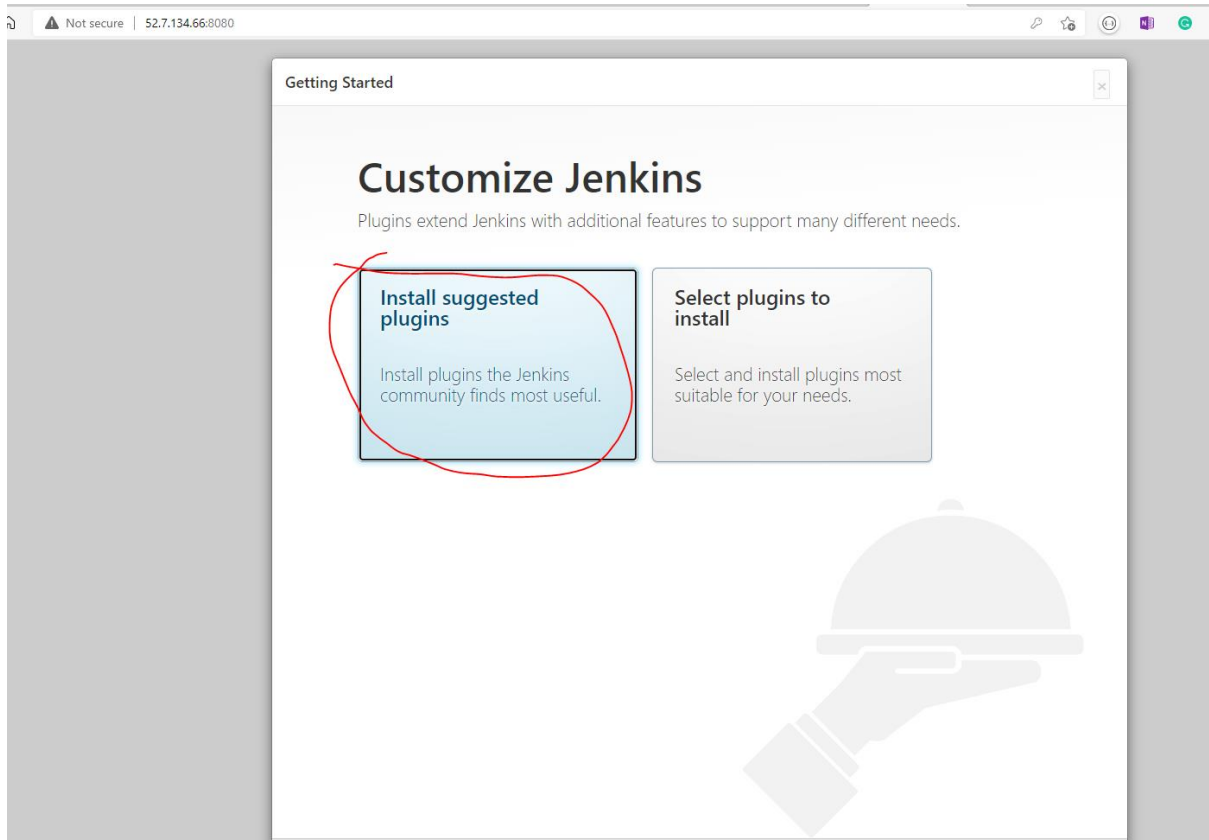 Not secure 52.7.134.66:8080
Getting Started
Customize Jenkins
Plugins extend Jenkins with additional features to support many different needs.
Install suggested
plugins
Install plugins the Jenkins
community finds most useful.
Select plugins to
install
Select and install plugins most
suitable for your needs.